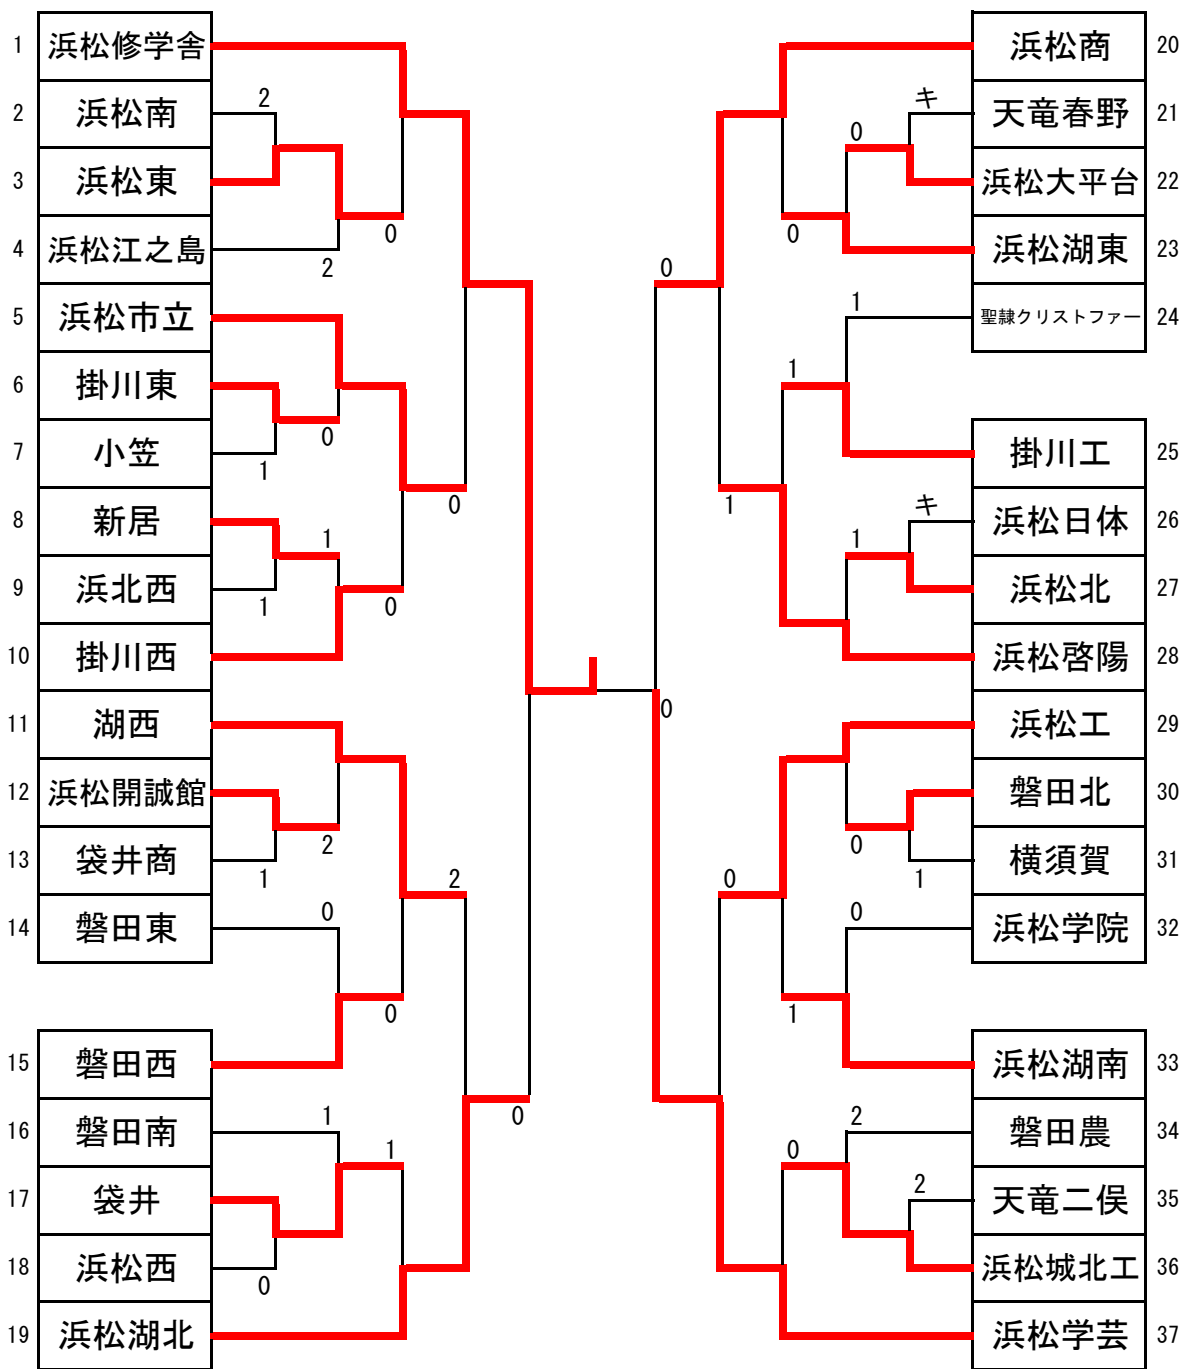 1 浜松修学舎
2 浜松南
2
3 浜松東
4 浜松江之島
0
2
5 浜松市立
6 掛川東
0
7 小笠
1
8 新居
1
0
9 浜北西
1
0
10 掛川西
11 湖西
12 浜松開誠館
2
13 袋井商
1
2
14 磐田東
0
0
15 磐田西
16 磐田南
1
1
0
17 袋井
18 浜松西
0
19 浜松湖北
浜松商 20
キ
天竜春野 21
0
浜松大平台 22
0
浜松湖東 23
0
1
聖隷クリストファー 24
1
掛川工 25
1
キ
浜松日体 26
1
浜松北 27
浜松啓陽 28
0
浜松工 29
磐田北 30
0
横須賀 31
1
0
0
浜松学院 32
1
浜松湖南 33
2
磐田農 34
0
2
天竜二俣 35
浜松城北工 36
浜松学芸 37